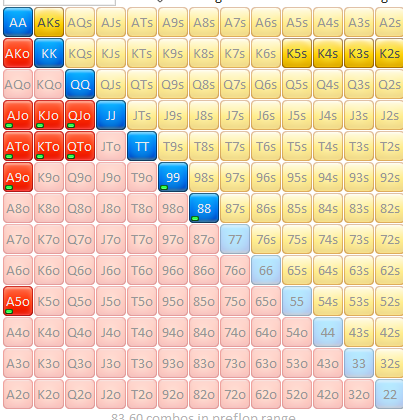 AA AKs AQs AJs ATs A9s A8s A7s A6s A5s A4s A3s A2s
AKo KK KQs KJs KTs K9s K8s K7s K6s K5s K4s K3s K2s
AQo KQo QQ QJs QTs Q9s Q8s Q7s Q6s Q5s Q4s Q3s Q2s
AJo KJo QJo JJ JTs J9s J8s J7s J6s J5s J4s J3s J2s
ATo KTo QTo JTo TT T9s T8s T7s T6s T5s T4s T3s T2s
A9o K9o Q9o J9o T9o 99 98s 97s 96s 95s 94s 93s 92s
A8o K8o Q8o J8o T8o 98o 88 87s 86s 85s 84s 83s 82s
A7o K7o Q7o J7o T7o 97o 87o 77 76s 75s 74s 73s 72s
A6o K6o Q6o J6o T6o 96o 86o 76o 66 65s 64s 63s 62s
A5o K5o Q5o J5o T5o 95o 85o 75o 65o 55 54s 53s 52s
A4o K4o Q4o J4o T4o 94o 84o 74o 64o 54o 44 43s 42s
A3o K3o Q3o J3o T3o 93o 83o 73o 63o 53o 43o 33 32s
A2o K2o Q2o J2o T2o 92o 82o 72o 62o 52o 42o 32o 22
83.60 combos in preflop range